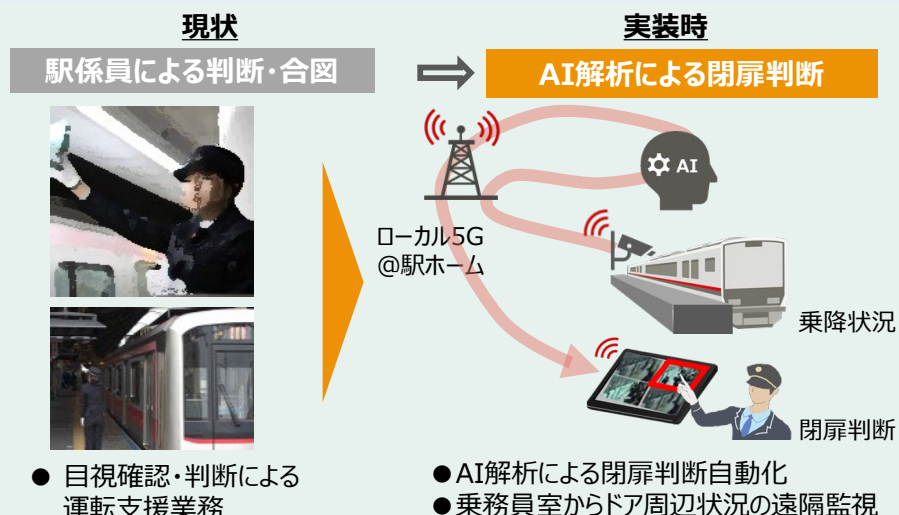 現状
駅係員による判断・合図
● 目視確認・判断による
運転支援業務
実装時
AI解析による閉扉判断
AI
ローカル5G
@駅ホーム
乗降状況
閉扉判断
●AI解析による閉扉判断自動化
●乗務員室からドア周辺状況の遠隔監視